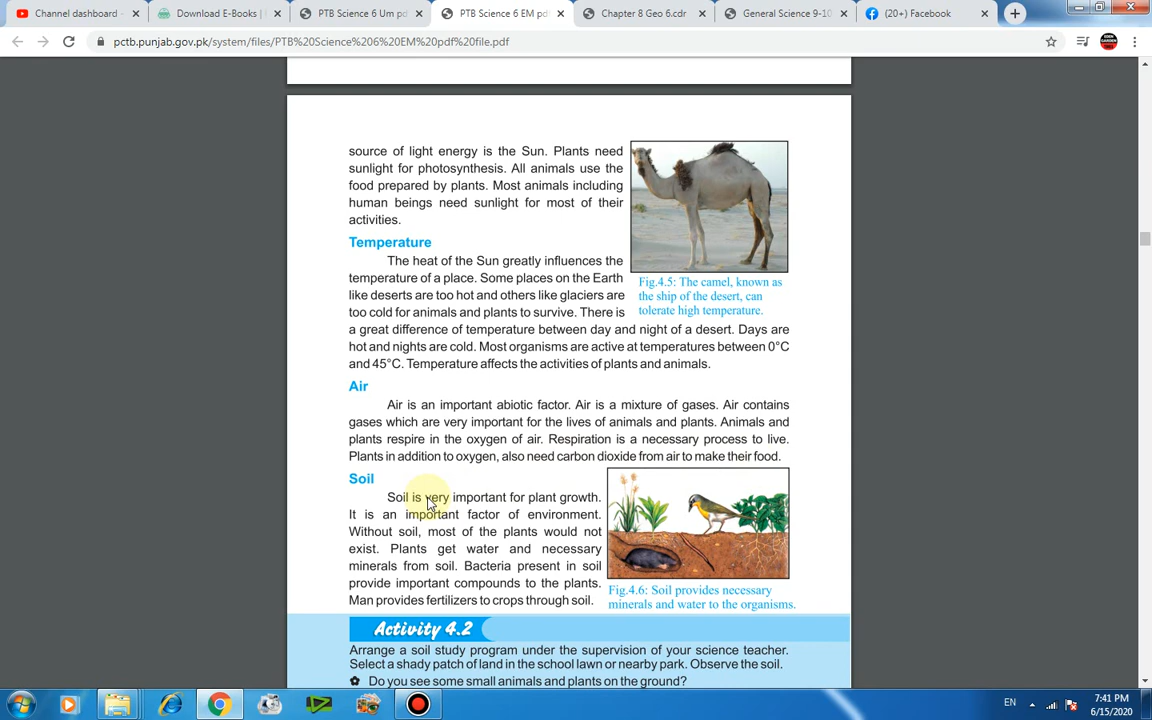 Channel dashboard -
Download E-Books |
PTB Science 6 Um pd
PTB Science 6 EM pd
Chapter 8 Geo 6.cdr
General Science 9-10
(20+) Facebook
pctb.punjab.gov.pk/system/files/PTB%20Science%206%20EM%20pdf%20file.pdf
source of light energy is the Sun. Plants need
sunlight for photosynthesis. All animals use the
food prepared by plants. Most animals including
human beings need sunlight for most of their
activities.
Temperature
The heat of the Sun greatly influences the
temperature of a place. Some places on the Earth
like deserts are too hot and others like glaciers are
too cold for animals and plants to survive. There is
a great difference of temperature between day and night of a desert. Days are
hot and nights are cold. Most organisms are active at temperatures between 0°C
and 45°C. Temperature affects the activities of plants and animals.
Fig.4.5: The camel, known as
the ship of the desert, can
tolerate high temperature.
Air
Air is an important abiotic factor. Air is a mixture of gases. Air contains
gases which are very important for the lives of animals and plants. Animals and
plants respire in the oxygen of air. Respiration is a necessary process to live.
Plants in addition to oxygen, also need carbon dioxide from air to make their food.
Soil
Soil is very important for plant growth.
It is an important factor of environment.
Without soil, most of the plants would not
exist. Plants get water and necessary
minerals from soil. Bacteria present in soil
provide important compounds to the plants.
Man provides fertilizers to crops through soil.
Fig.4.6: Soil provides necessary
minerals and water to the organisms.
Activity 4.2
Arrange a soil study program under the supervision of your science teacher.
Select a shady patch of land in the school lawn or nearby park. Observe the soil.
Do you see some small animals and plants on the ground?
EN
7:41 PM
6/15/2020